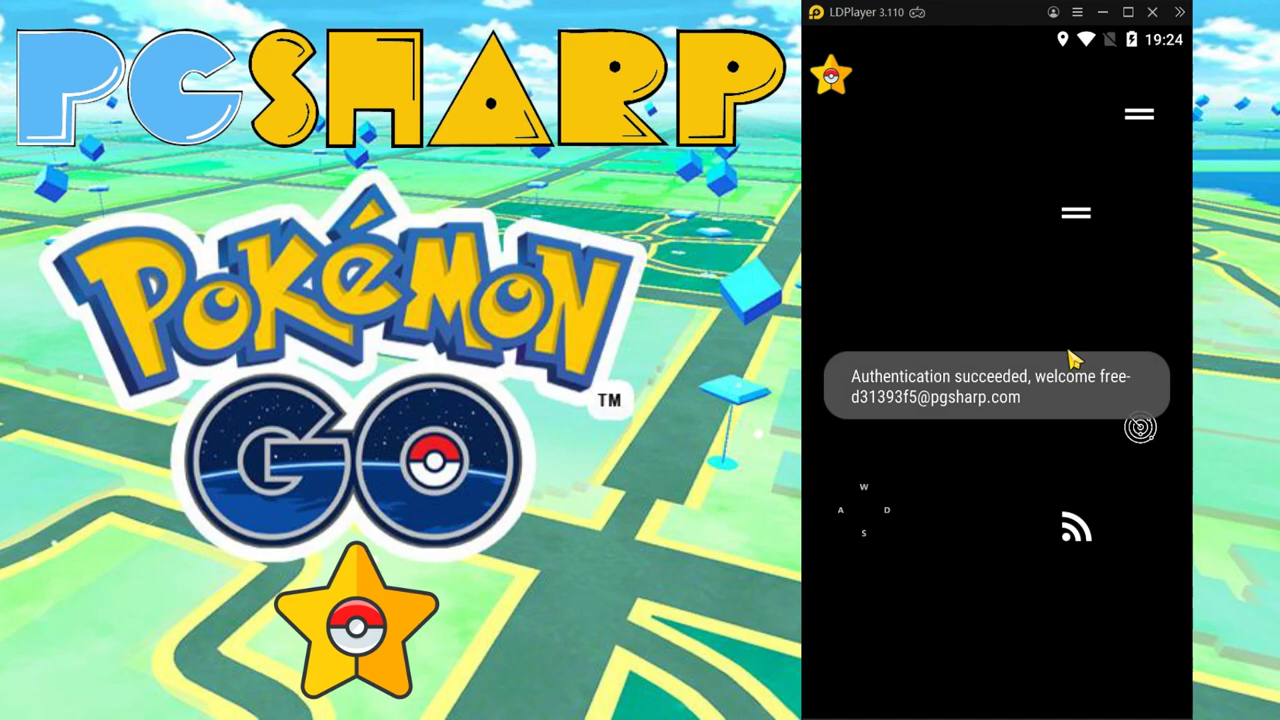 PGSHARP
POKéMON
GO
TM
LDPlayer 3.110
19:24
Authentication succeeded, welcome free-
d31393f5@pgsharp.com
W
A D
S